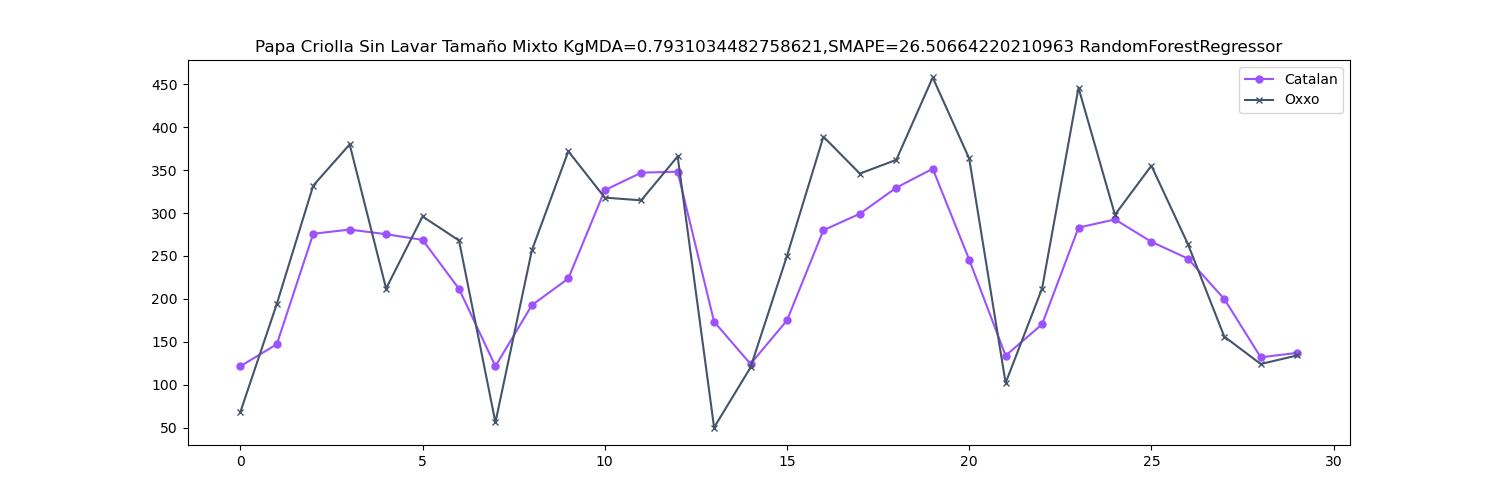 Papa Criolla Sin Lavar Tamaño Mixto KgMDA=0.7931034482758621,SMAPE=26.50664220210963 RandomForestRegressor
Catalan
Oxxo
450
400
350
300
250
200
150
100
50
0 5 10 15 20 25 30